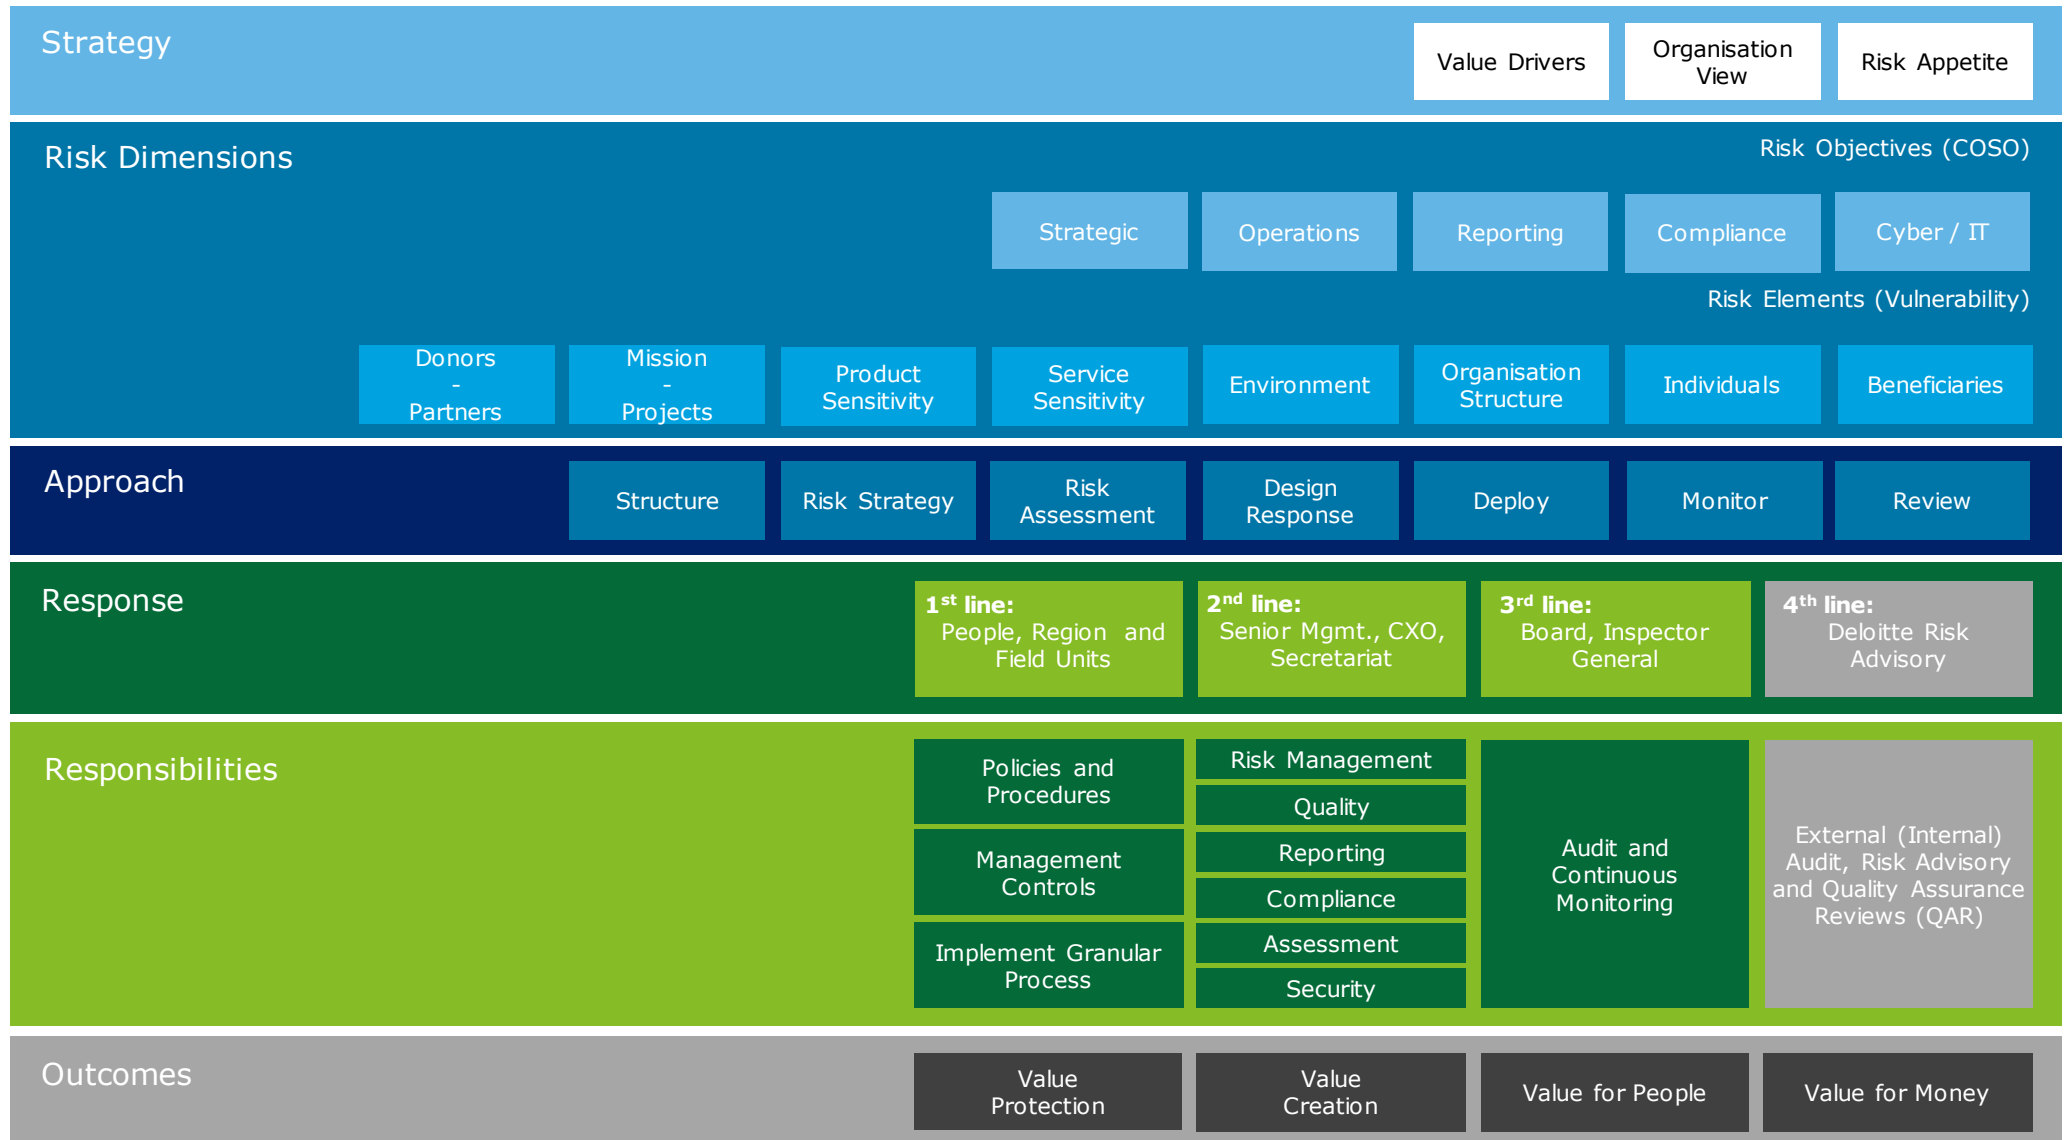 Strategy
Value Drivers
Organisation
View
Risk Appetite
Risk Dimensions
Risk Objectives (COSO)
Strategic
Operations
Reporting
Compliance
Cyber / IT
Risk Elements (Vulnerability)
Donors
-
Partners
Mission
-
Projects
Product
Sensitivity
Service
Sensitivity
Environment
Organisation
Structure
Individuals
Beneficiaries
Approach
Structure
Risk Strategy
Risk
Assessment
Design
Response
Deploy
Monitor
Review
Response
1st line:
People, Region and
Field Units
2nd line:
Senior Mgmt., CXO,
Secretariat
3rd line:
Board, Inspector
General
4th line:
Deloitte Risk
Advisory
Responsibilities
Policies and
Procedures
Management
Controls
Implement Granular
Process
Risk Management
Quality
Reporting
Compliance
Assessment
Security
Audit and
Continuous
Monitoring
External (Internal)
Audit, Risk Advisory
and Quality Assurance
Reviews (QAR)
Outcomes
Value
Protection
Value
Creation
Value for People
Value for Money